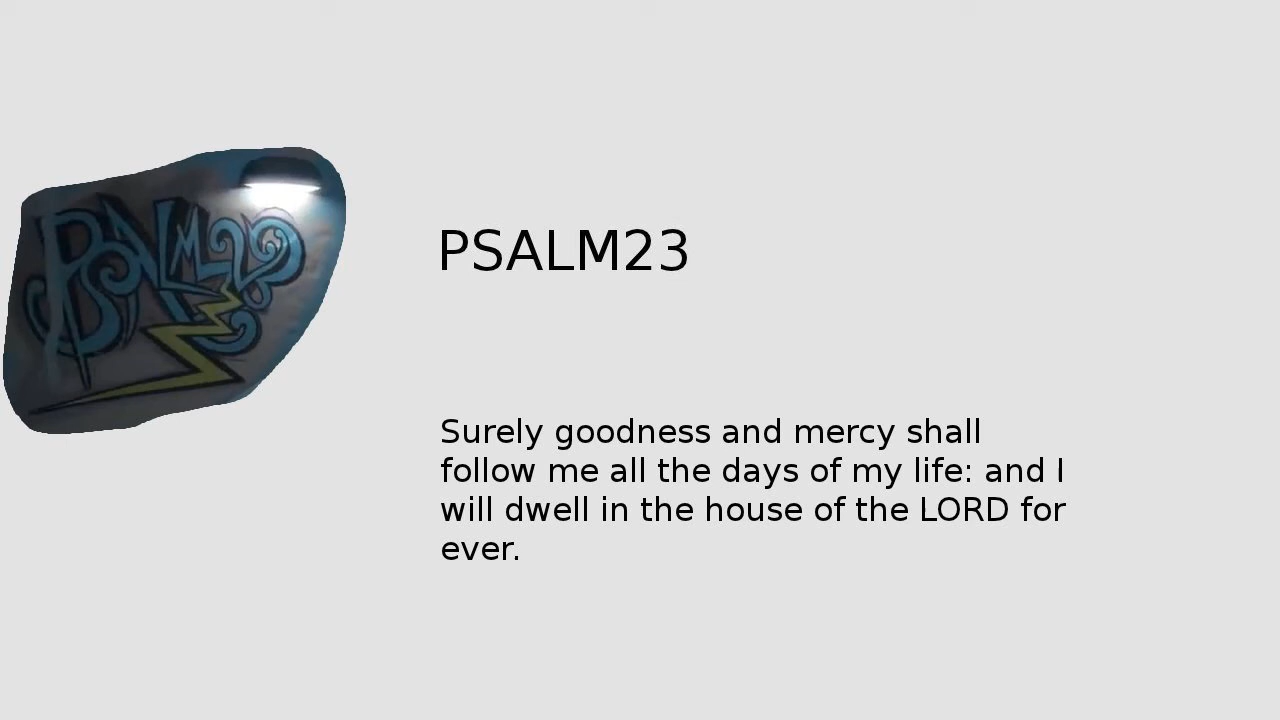 PSALM23
PSALM23
Surely goodness and mercy shall
follow me all the days of my life: and I
will dwell in the house of the LORD for
ever.